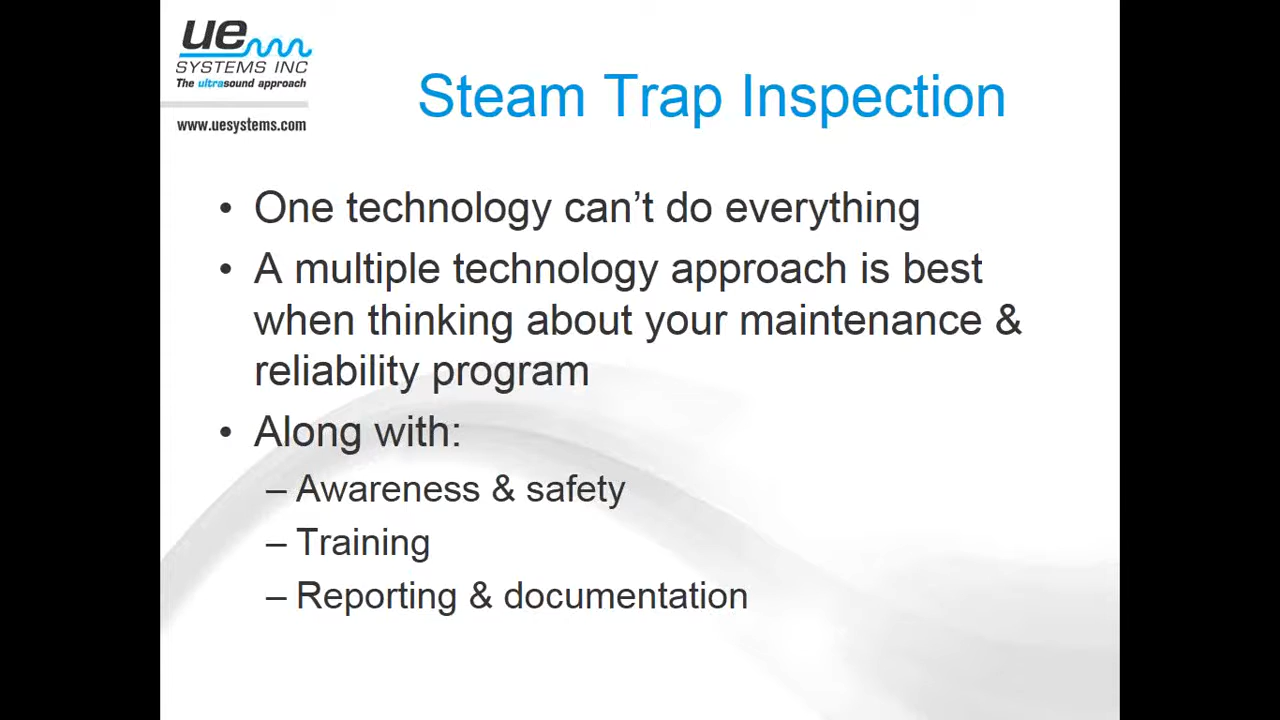 ue
SYSTEMS INC
The ultrasound approach
www.uesystems.com
Steam Trap Inspection
• One technology can’t do everything
• A multiple technology approach is best
when thinking about your maintenance &
reliability program
• Along with:
– Awareness & safety
– Training
– Reporting & documentation